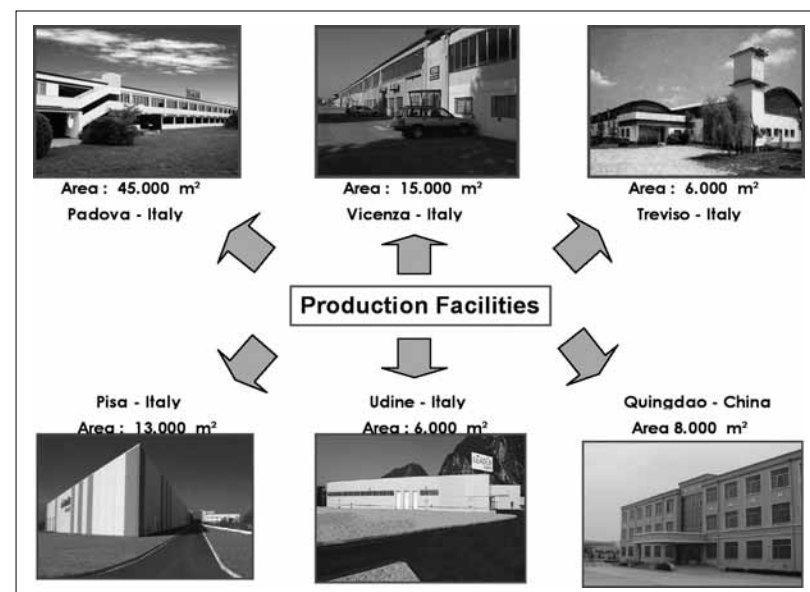 Area : 45.000 m²
Padova - Italy
Area : 15.000 m²
Vicenza - Italy
Area : 6.000 m²
Treviso - Italy
Production Facilities
Pisa - Italy
Area : 13.000 m²
Udine - Italy
Area : 6.000 m²
Quingdao - China
Area 8.000 m²
LEADER